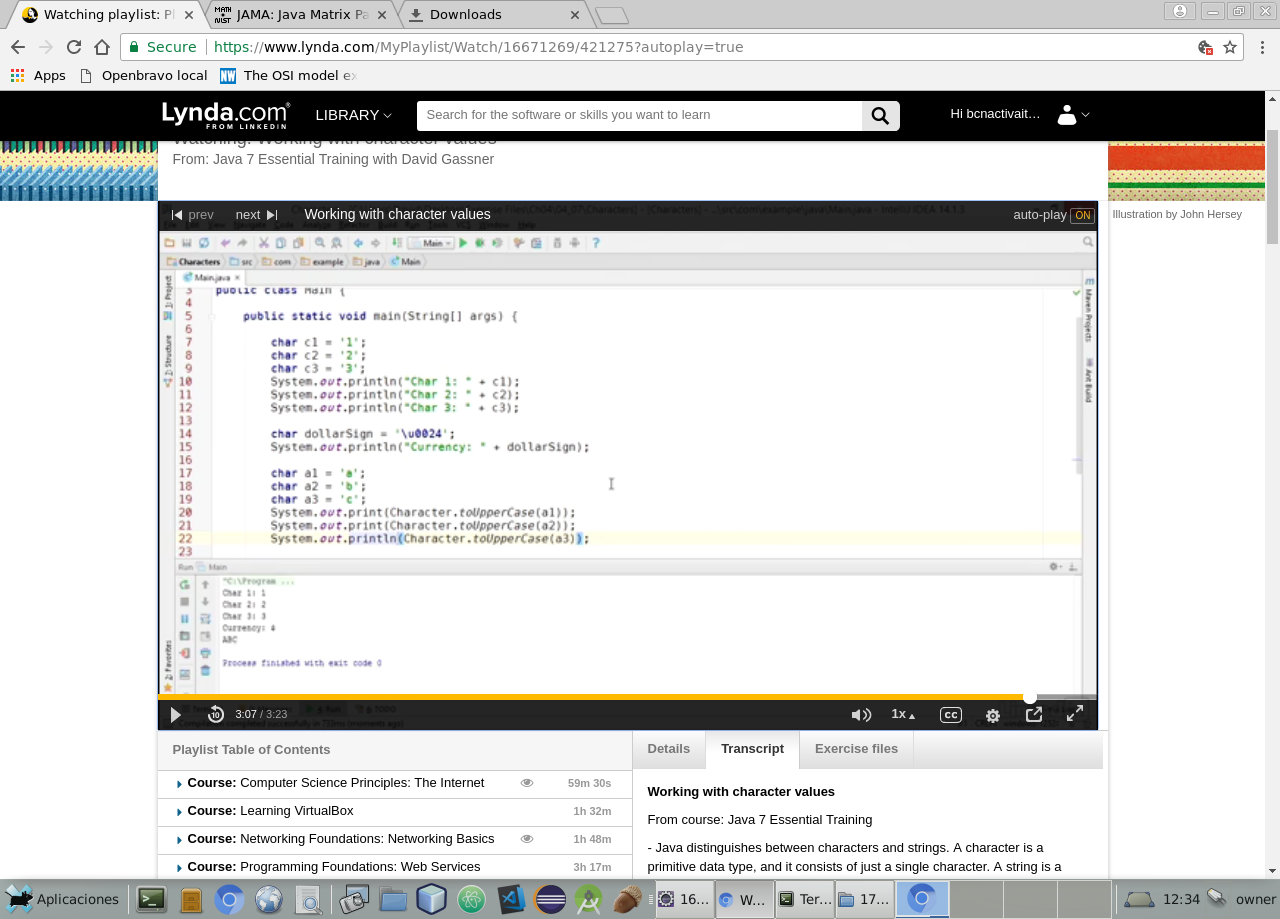 Watching playlist: Pl
JAMA: Java Matrix Pa
Downloads
Secure
https://www.lynda.com/MyPlaylist/Watch/16671269/421275?autoplay=true
Apps
Openbravo local
The OSI model ex
Lynda.com
FROM LINKEDIN
LIBRARY
Search for the software or skills you want to learn
Hi bcnactivait…
Watching: Working with character values
From: Java 7 Essential Training with David Gassner
Illustration by John Hersey
prev
next
Working with character values
auto-play ON
Main
Characters src com example java Main
Main.java
1: Project
2: Structure
2: Favorites
Maven Projects
Ant Build
3 public class Main {
4
5 public static void main(String[] args) {
6
7 char c1 = '1';
8 char c2 = '2';
9 char c3 = '3';
10 System.out.println("Char 1: " + c1);
11 System.out.println("Char 2: " + c2);
12 System.out.println("Char 3: " + c3);
13
14 char dollarSign = '\u0024';
15 System.out.println("Currency: " + dollarSign);
16
17 char a1 = 'a';
18 char a2 = 'b';
19 char a3 = 'c';
20 System.out.print(Character.toUpperCase(a1));
21 System.out.print(Character.toUpperCase(a2));
22 System.out.println(Character.toUpperCase(a3));
23
Run Main
"C:\Program ...
Char 1: 1
Char 2: 2
Char 3: 3
Currency: $
ABC
Process finished with exit code 0
10
3:07 / 3:23
1x
cc
Playlist Table of Contents
Course: Computer Science Principles: The Internet 59m 30s
Course: Learning VirtualBox 1h 32m
Course: Networking Foundations: Networking Basics 1h 48m
Course: Programming Foundations: Web Services 3h 17m
Details
Transcript
Exercise files
Working with character values
From course: Java 7 Essential Training
- Java distinguishes between characters and strings. A character is a
primitive data type, and it consists of just a single character. A string is a
Aplicaciones
16...
W...
Ter...
17...
12:34
owner